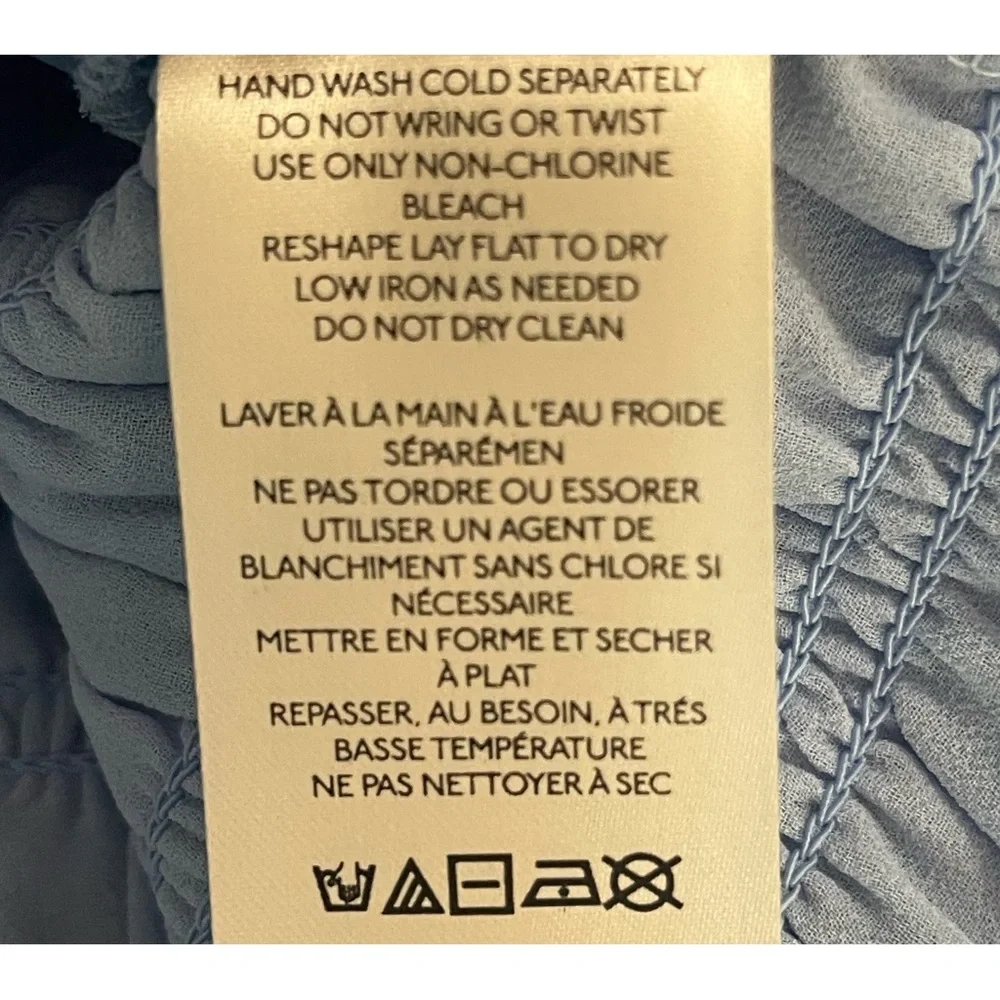 HAND WASH COLD SEPARATELY
DO NOT WRING OR TWIST
USE ONLY NON-CHLORINE
BLEACH
RESHAPE LAY FLAT TO DRY
LOW IRON AS NEEDED
DO NOT DRY CLEAN
LAVER À LA MAIN À L'EAU FROIDE
SÉPARÉMEN
NE PAS TORDRE OU ESSORER
UTILISER UN AGENT DE
BLANCHIMENT SANS CHLORE SI
NÉCESSAIRE
METTRE EN FORME ET SECHER
À PLAT
REPASSER, AU BESOIN, À TRÉS
BASSE TEMPÉRATURE
NE PAS NETTOYER À SEC